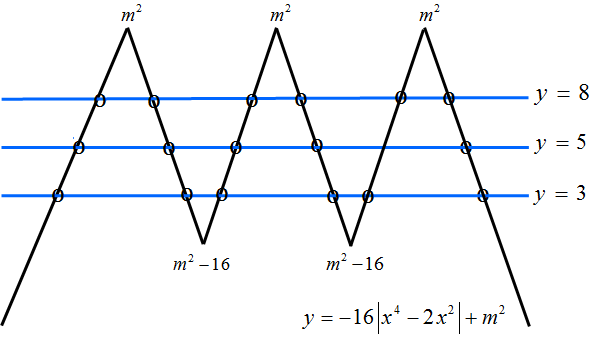 m² m² m²
y = 8
y = 5
y = 3
m² −16 m² −16
y = −16|x⁴ − 2x²| + m²